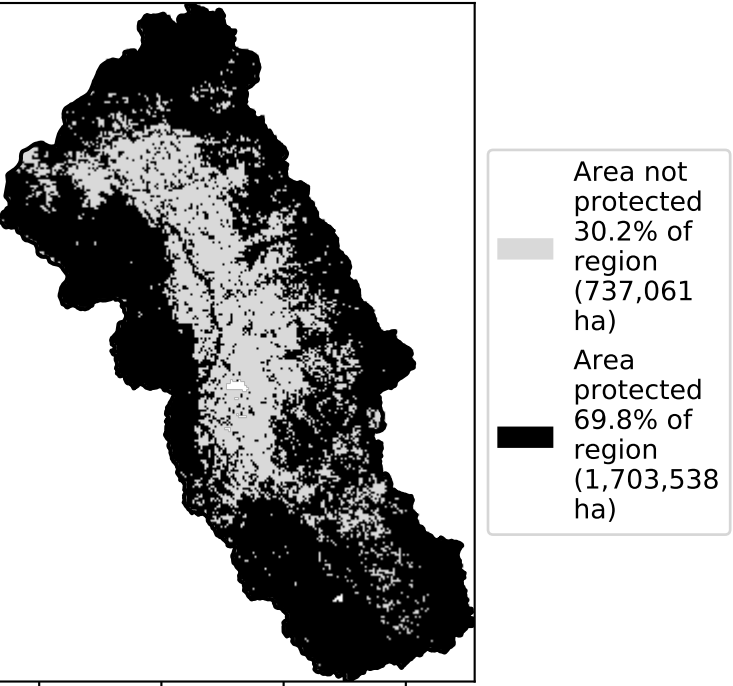 Area not
protected
30.2% of
region
(737,061
ha)
Area
protected
69.8% of
region
(1,703,538
ha)